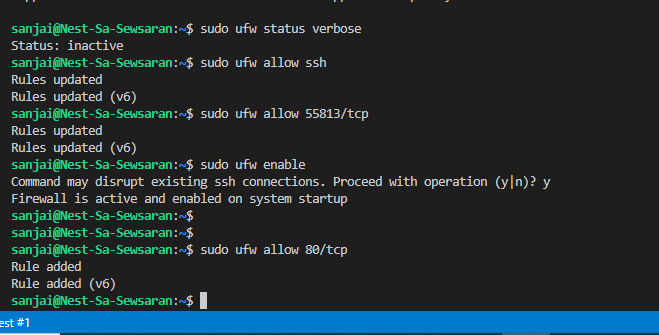 sanjai@Nest-Sa-Sewsaran:~$ sudo ufw status verbose
Status: inactive
sanjai@Nest-Sa-Sewsaran:~$ sudo ufw allow ssh
Rules updated
Rules updated (v6)
sanjai@Nest-Sa-Sewsaran:~$ sudo ufw allow 55813/tcp
Rules updated
Rules updated (v6)
sanjai@Nest-Sa-Sewsaran:~$ sudo ufw enable
Command may disrupt existing ssh connections. Proceed with operation (y|n)? y
Firewall is active and enabled on system startup
sanjai@Nest-Sa-Sewsaran:~$
sanjai@Nest-Sa-Sewsaran:~$
sanjai@Nest-Sa-Sewsaran:~$ sudo ufw allow 80/tcp
Rule added
Rule added (v6)
sanjai@Nest-Sa-Sewsaran:~$
est #1